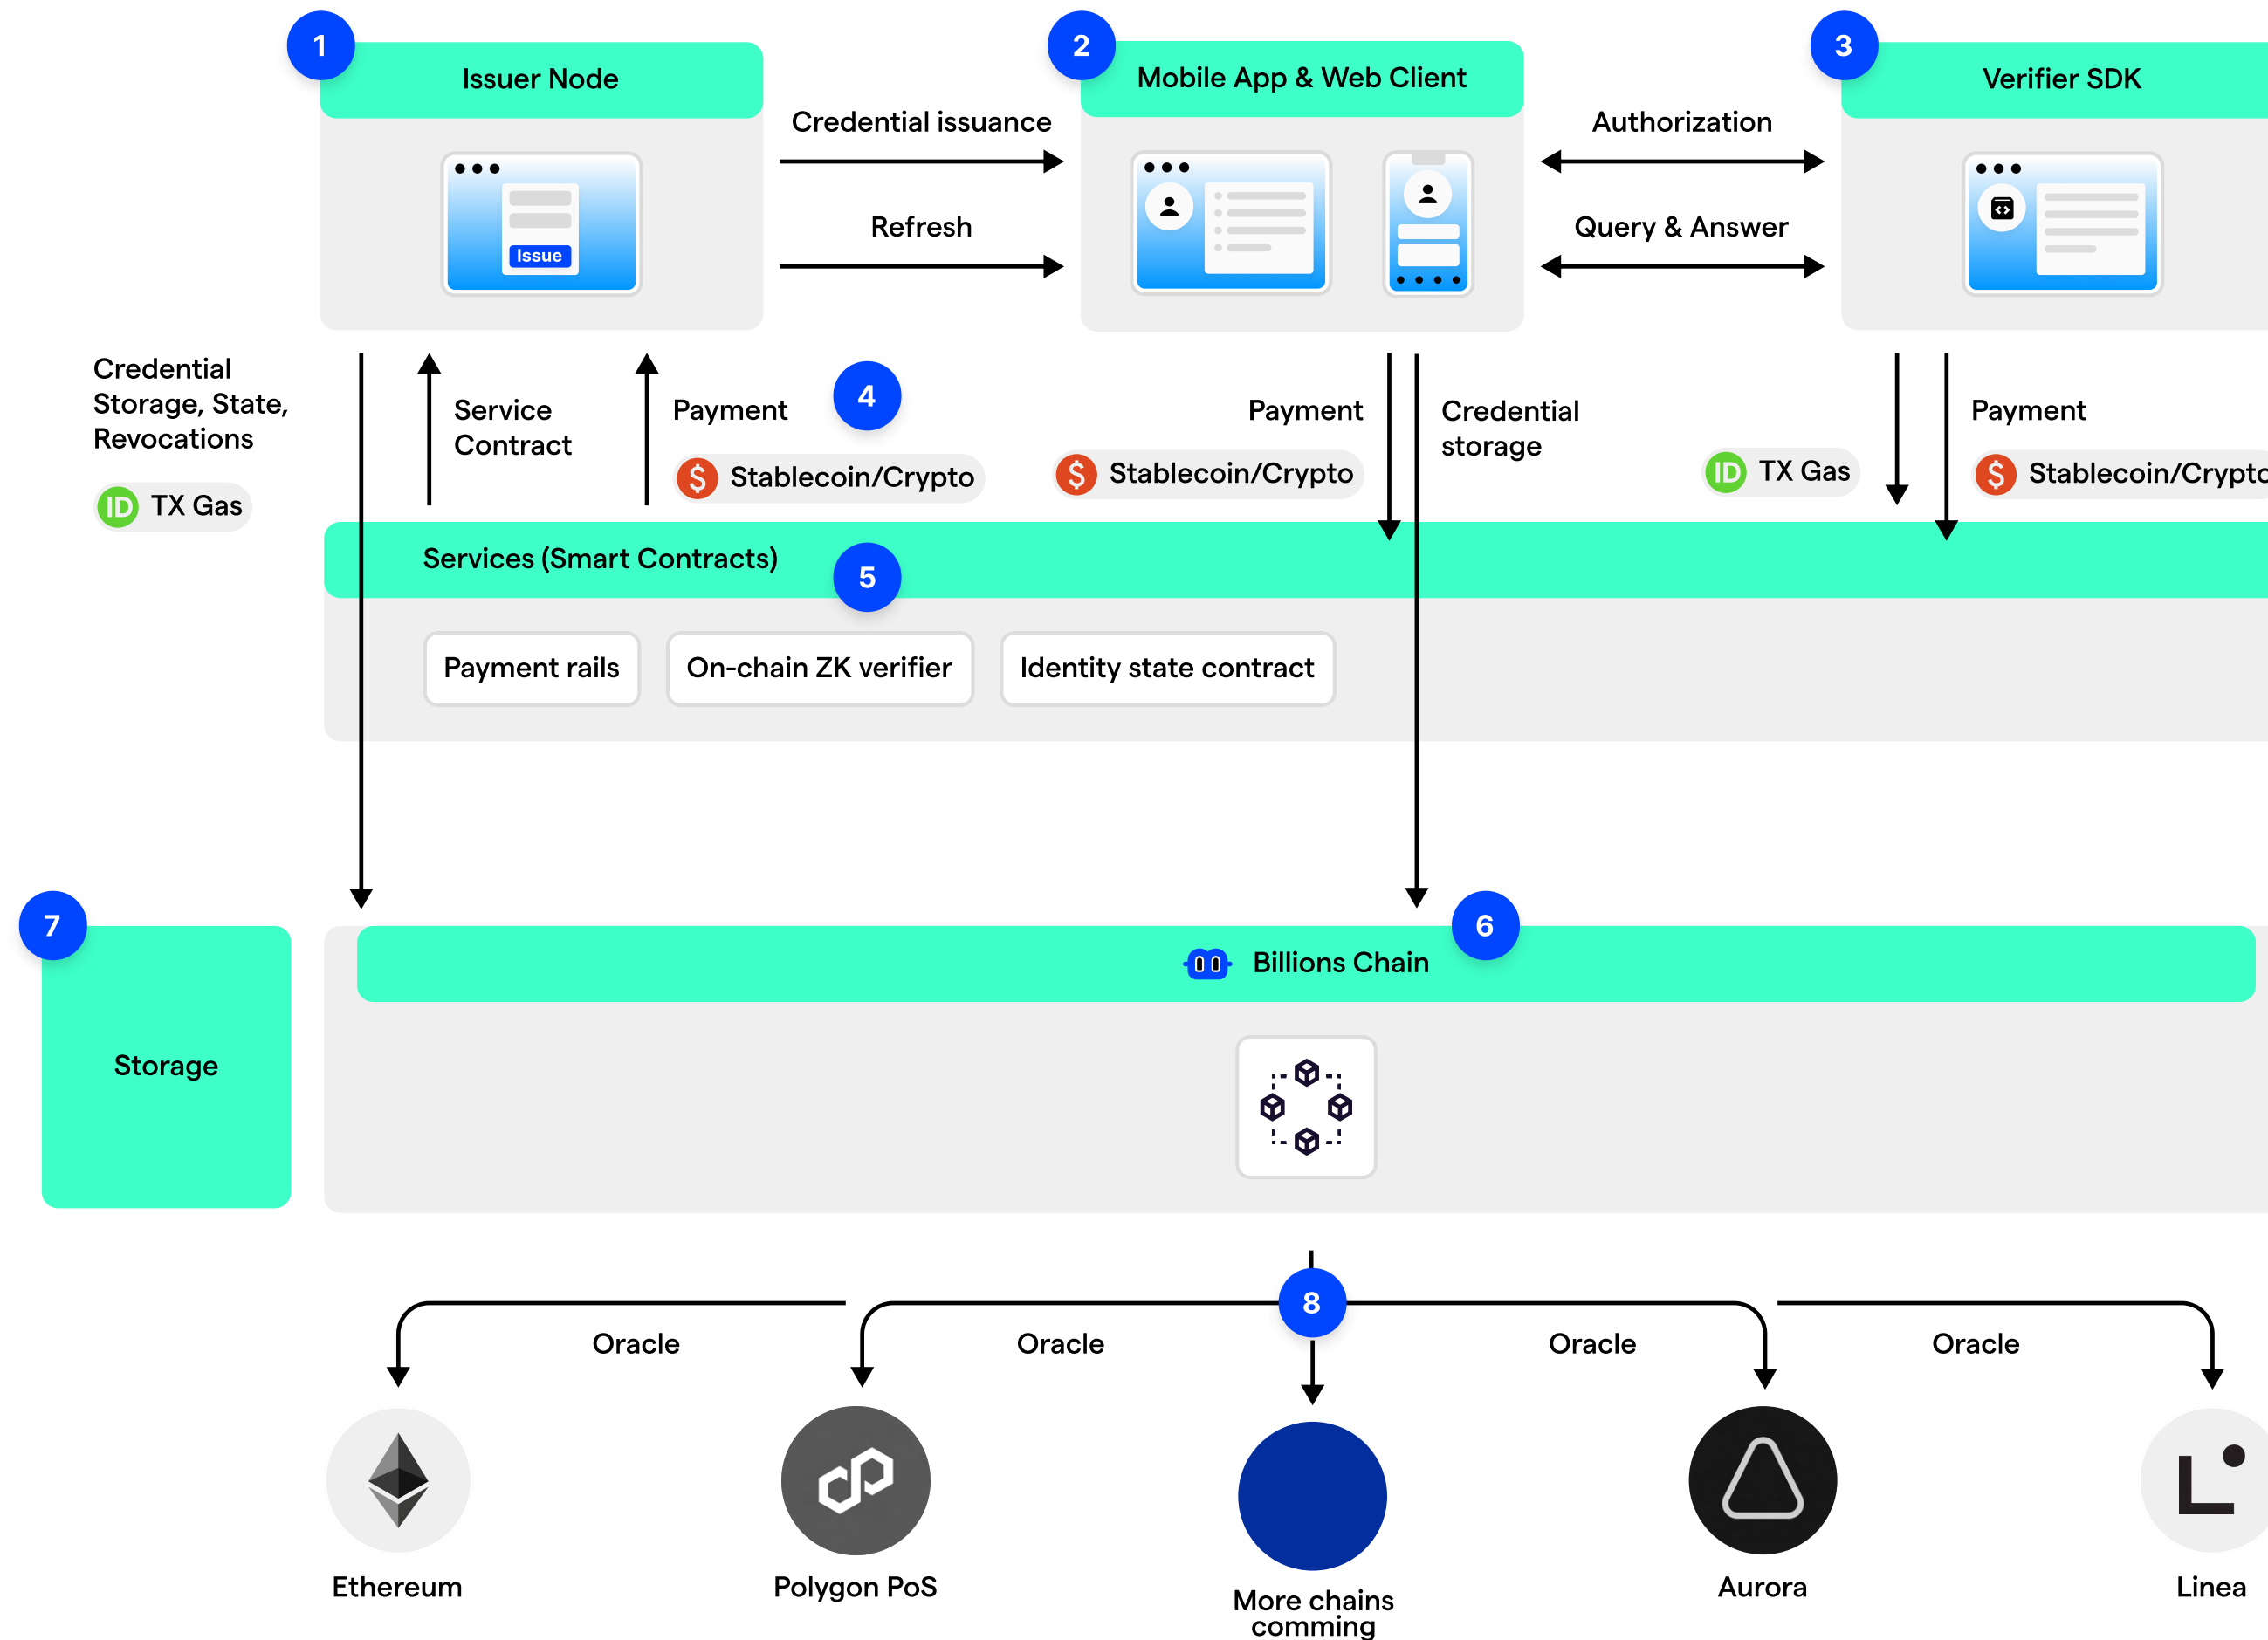 1
Issuer Node
2
Mobile App & Web Client
3
Verifier SDK
Credential issuance
Refresh
Authorization
Query & Answer
Issue
Credential
Storage, State,
Revocations
ID TX Gas
Service
Contract
Payment
4
$ Stablecoin/Crypto
Payment
$ Stablecoin/Crypto
Credential
storage
ID TX Gas
Payment
$ Stablecoin/Crypto
Services (Smart Contracts)
5
Payment rails
On-chain ZK verifier
Identity state contract
7
Storage
Billions Chain
6
8
Oracle
Oracle
Oracle
Oracle
Ethereum
Polygon PoS
More chains
comming
Aurora
Linea